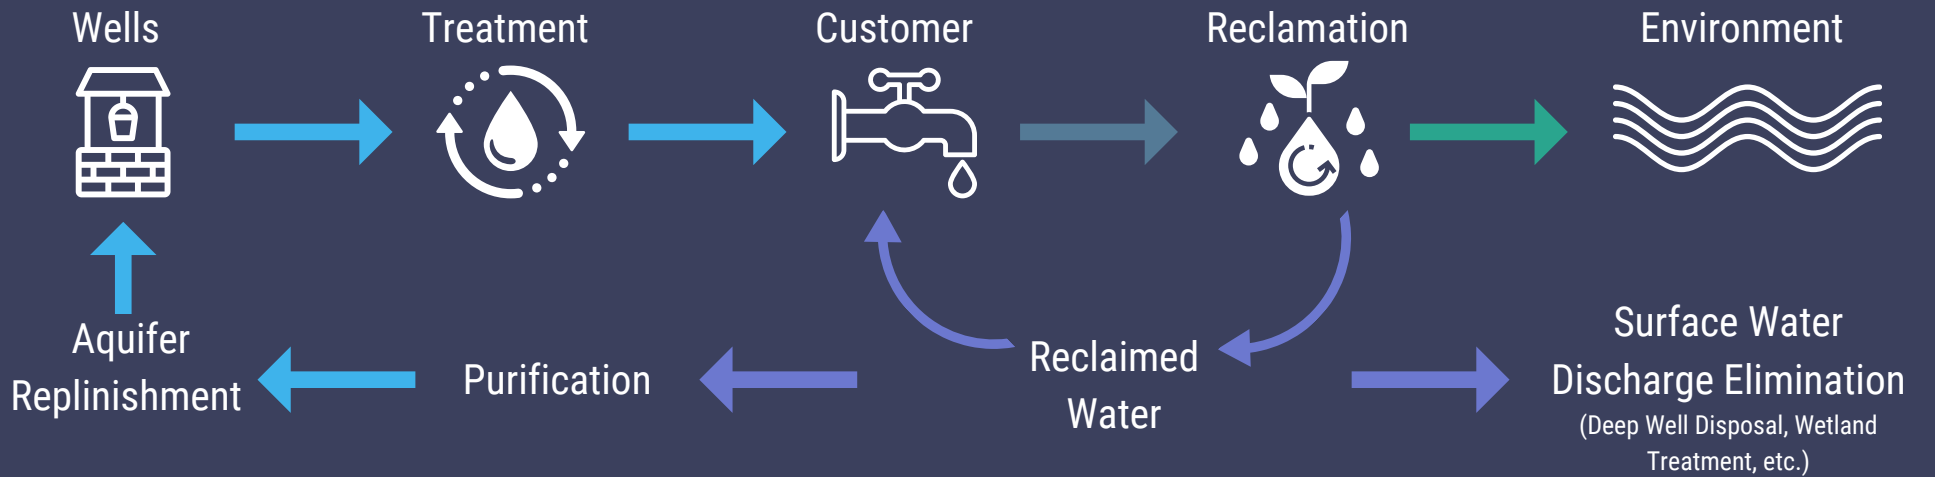 Wells
Treatment
Customer
Reclamation
Environment
Aquifer
Replinishment
Purification
Reclaimed
Water
Surface Water
Discharge Elimination
(Deep Well Disposal, Wetland
Treatment, etc.)